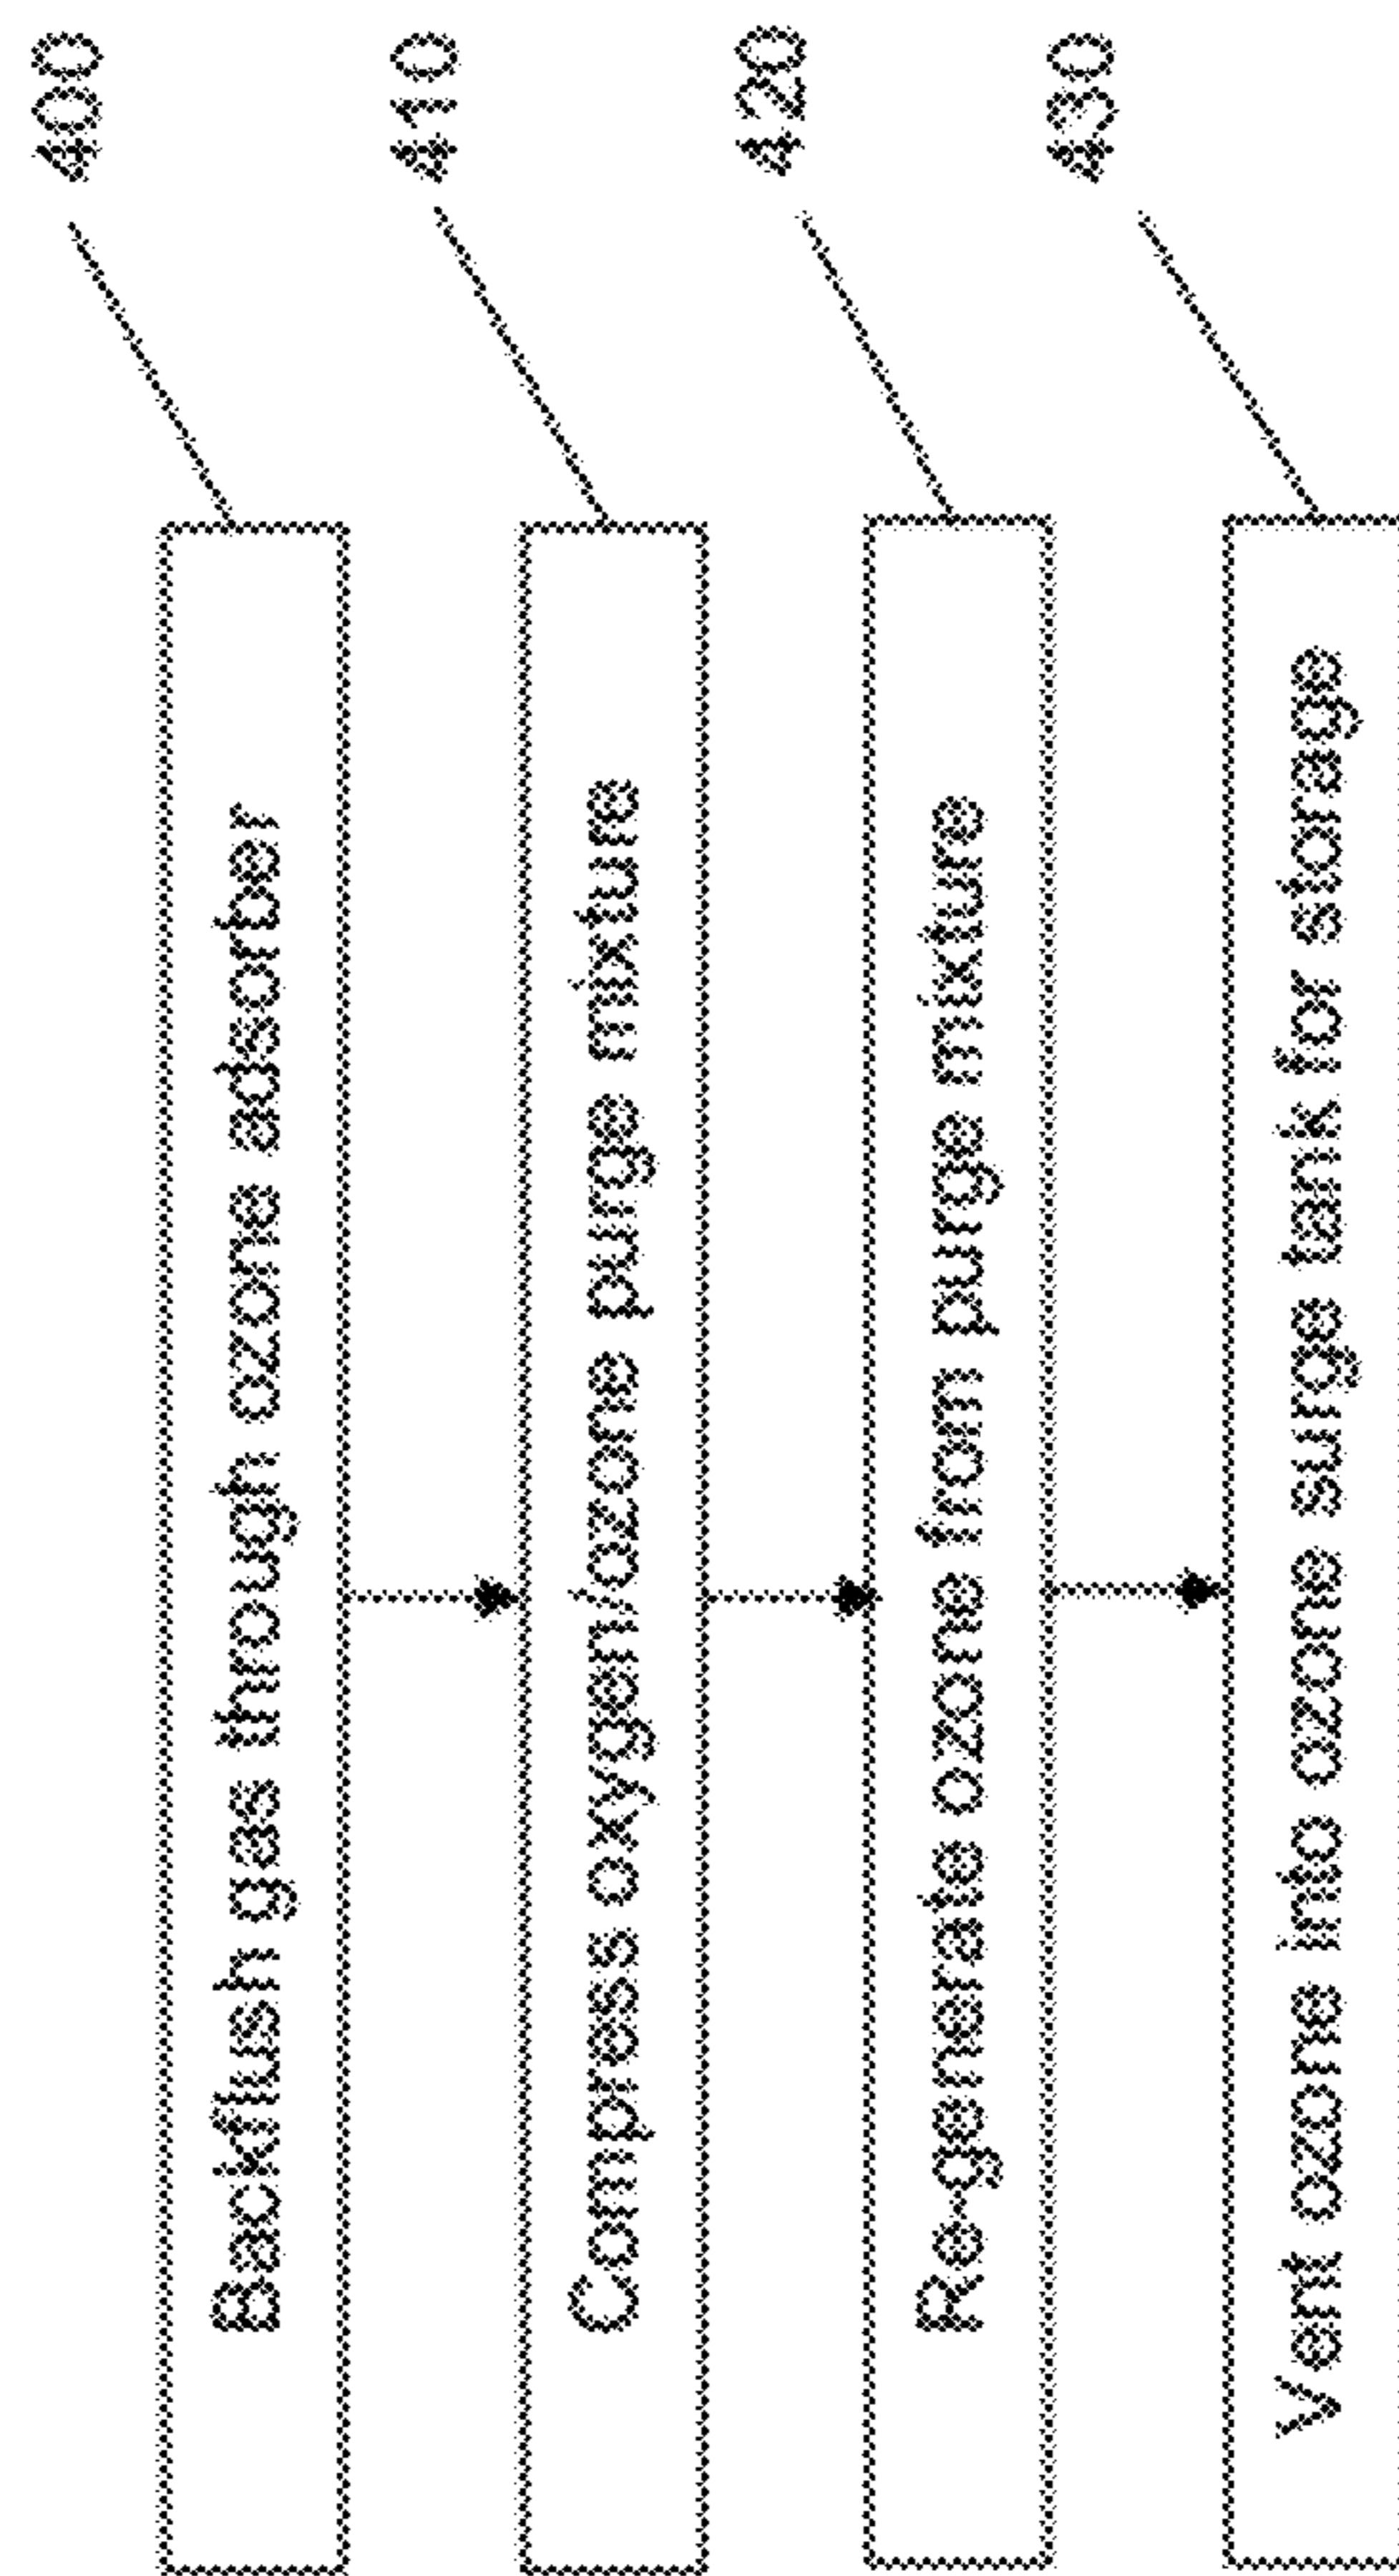 400
Backflush gas through ozone adsorber
410
Compress oxygen/ozone purge mixture
420
Re-generate ozone from purge mixture
430
Vent ozone into ozone surge tank for storage